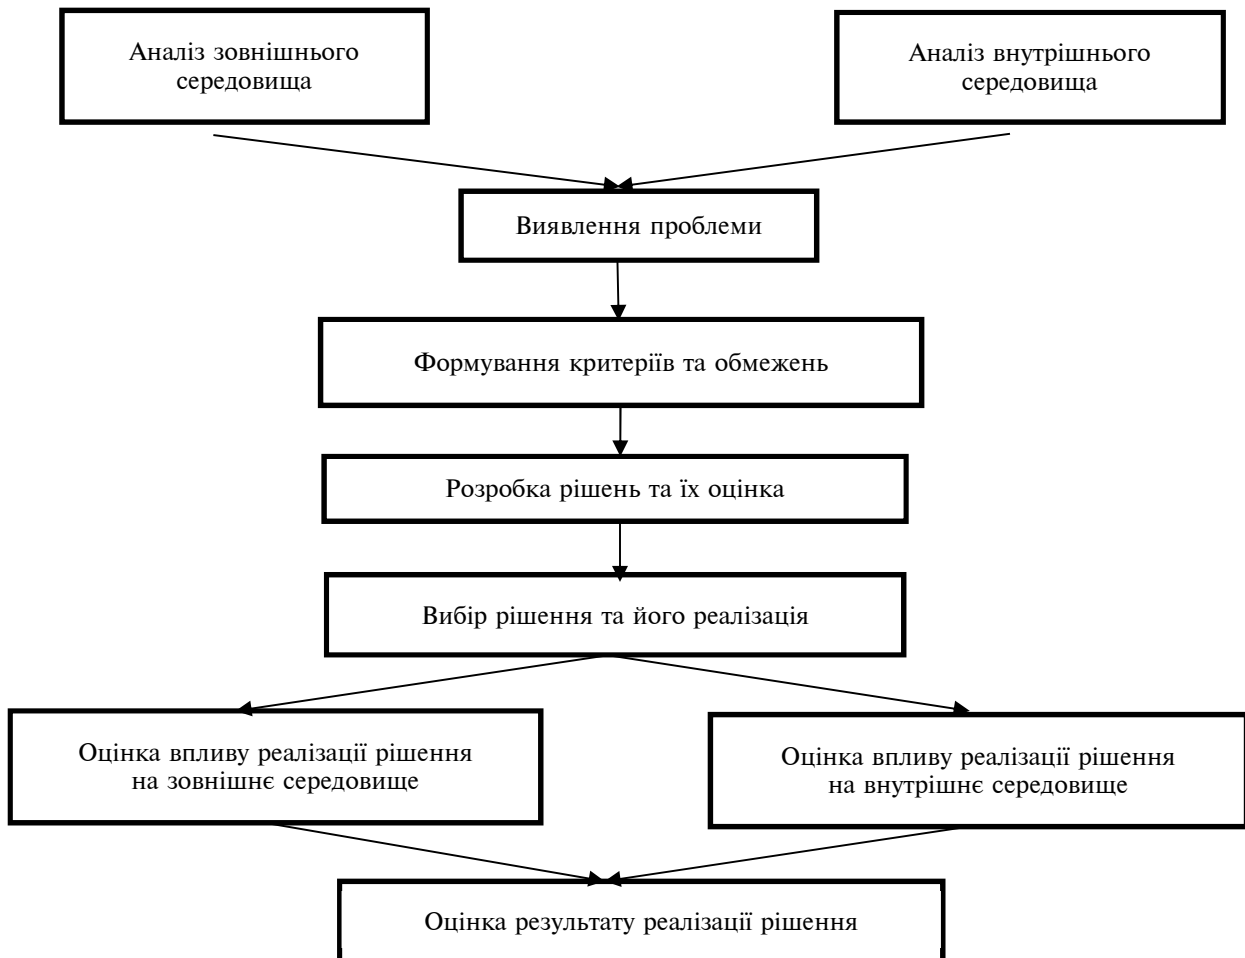 Аналіз зовнішнього
середовища
Аналіз внутрішнього
середовища
Виявлення проблеми
Формування критеріїв та обмежень
Розробка рішень та їх оцінка
Вибір рішення та його реалізація
Оцінка впливу реалізації рішення
на зовнішнє середовище
Оцінка впливу реалізації рішення
на внутрішнє середовище
Оцінка результату реалізації рішення